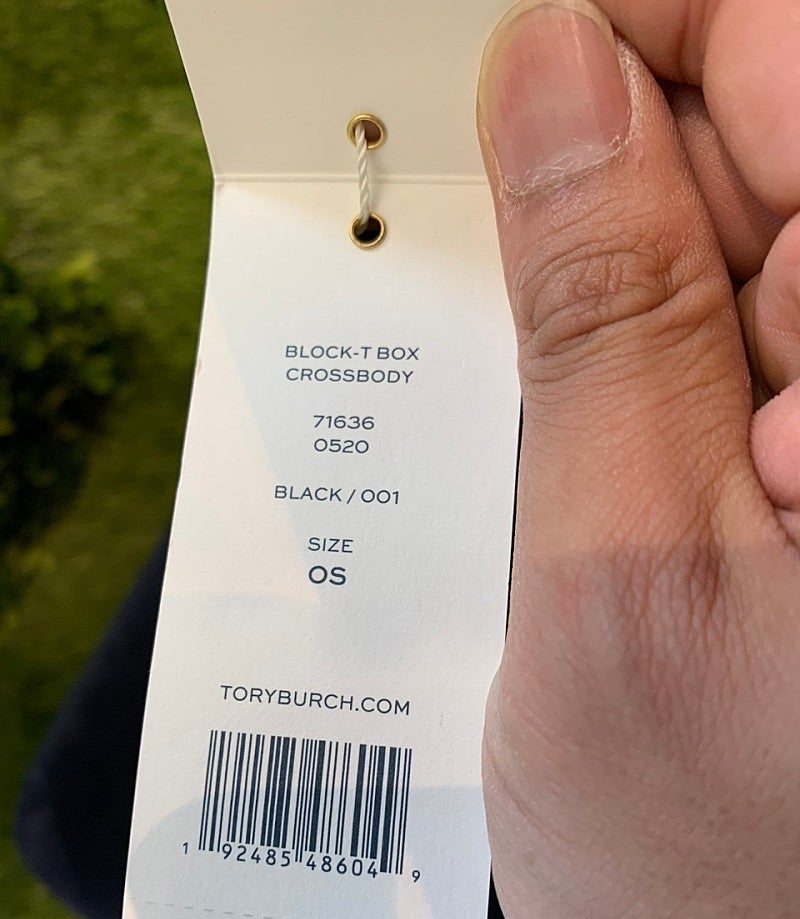 BLOCK-T BOX
CROSSBODY
71636
0520
BLACK / 001
SIZE
OS
TORYBURCH.COM
1 92485 48604 9